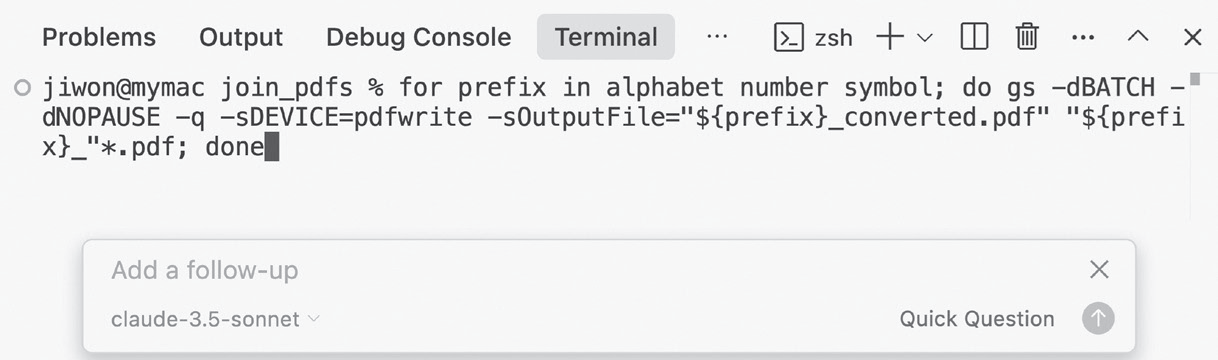 Problems Output Debug Console Terminal ... zsh
jiwon@mymac join_pdfs % for prefix in alphabet number symbol; do gs -dBATCH -
dNOPAUSE -q -sDEVICE=pdfwrite -sOutputFile="${prefix}_converted.pdf" "${prefi
x}_"*.pdf; done
Add a follow-up
claude-3.5-sonnet Quick Question